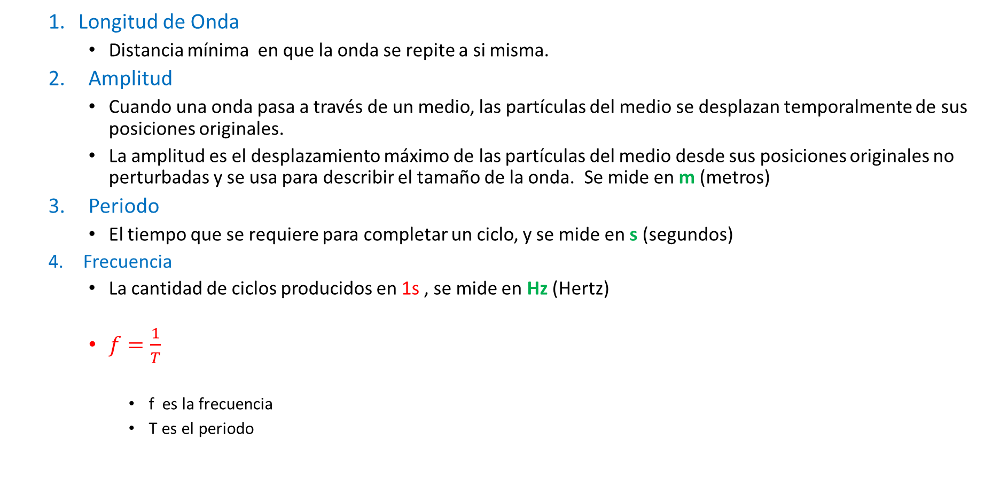 1. Longitud de Onda
• Distancia mínima en que la onda se repite a si misma.
2. Amplitud
• Cuando una onda pasa a través de un medio, las partículas del medio se desplazan temporalmente de sus
posiciones originales.
• La amplitud es el desplazamiento máximo de las partículas del medio desde sus posiciones originales no
perturbadas y se usa para describir el tamaño de la onda. Se mide en m (metros)
3. Periodo
• El tiempo que se requiere para completar un ciclo, y se mide en s (segundos)
4. Frecuencia
• La cantidad de ciclos producidos en 1s , se mide en Hz (Hertz)
• f = 1/T
• f es la frecuencia
• T es el periodo